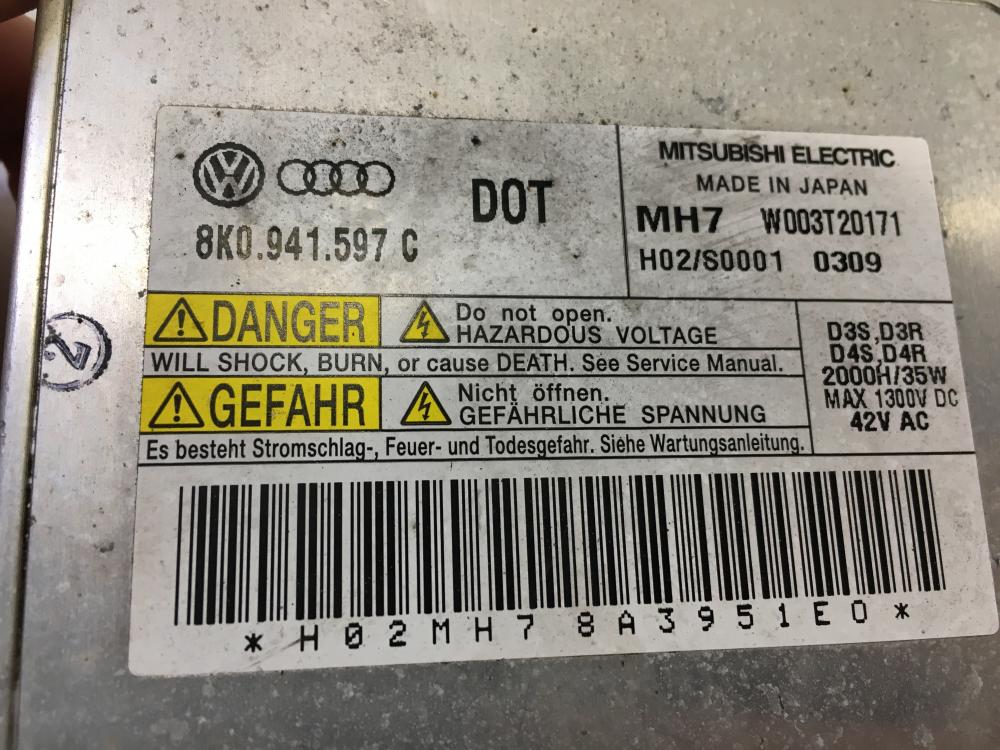 8K0.941.597 C
DOT
MITSUBISHI ELECTRIC
MADE IN JAPAN
MH7 W003T20171
H02/S0001 0309
DANGER
Do not open.
HAZARDOUS VOLTAGE
WILL SHOCK, BURN, or cause DEATH. See Service Manual.
GEFAHR
Nicht öffnen.
GEFÄHRLICHE SPANNUNG
Es besteht Stromschlag-, Feuer- und Todesgefahr. Siehe Wartungsanleitung.
D3S,D3R
D4S,D4R
2000H/35W
MAX 1300V DC
42V AC
*H02MH78A3951E0*
2